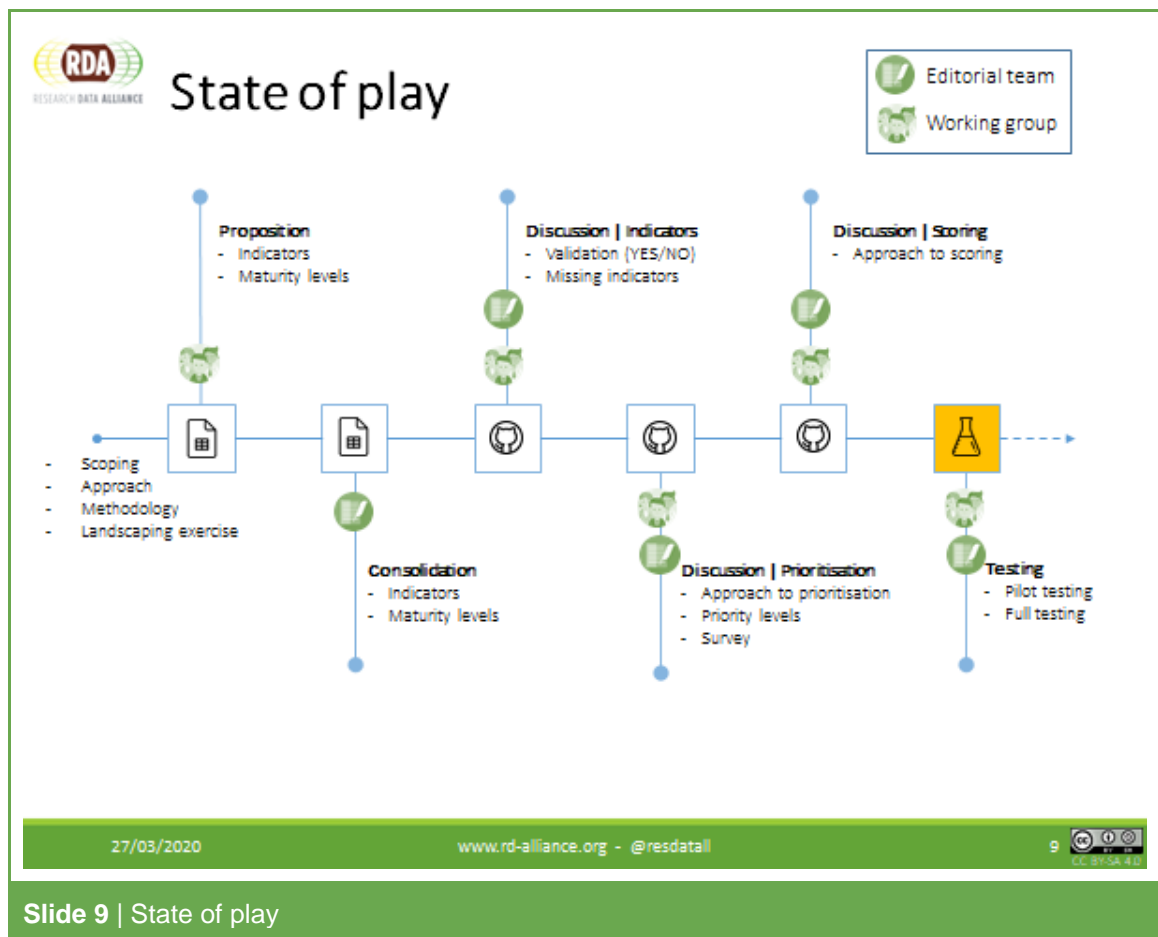 RDA
RESEARCH DATA ALLIANCE
State of play
Editorial team
Working group
Proposition
- Indicators
- Maturity levels
Discussion | Indicators
- Validation (YES/NO)
- Missing indicators
Discussion | Scoring
- Approach to scoring
- Scoping
- Approach
- Methodology
- Landscaping exercise
Consolidation
- Indicators
- Maturity levels
Discussion | Prioritisation
- Approach to prioritisation
- Priority levels
- Survey
Testing
- Pilot testing
- Full testing
27/03/2020
www.rd-alliance.org - @resdatall
9
cc
BY SA
CC BY-SA 4.0
Slide 9 | State of play